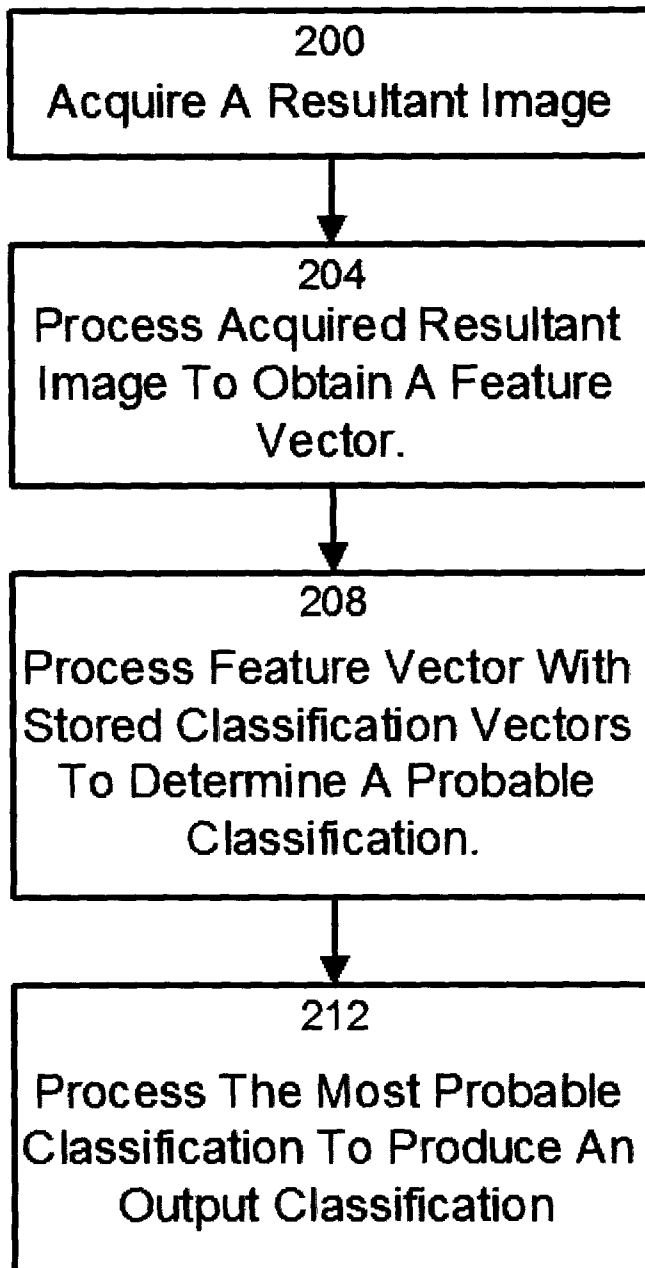 200
Acquire A Resultant Image
204
Process Acquired Resultant
Image To Obtain A Feature
Vector.
208
Process Feature Vector With
Stored Classification Vectors
To Determine A Probable
Classification.
212
Process The Most Probable
Classification To Produce An
Output Classification